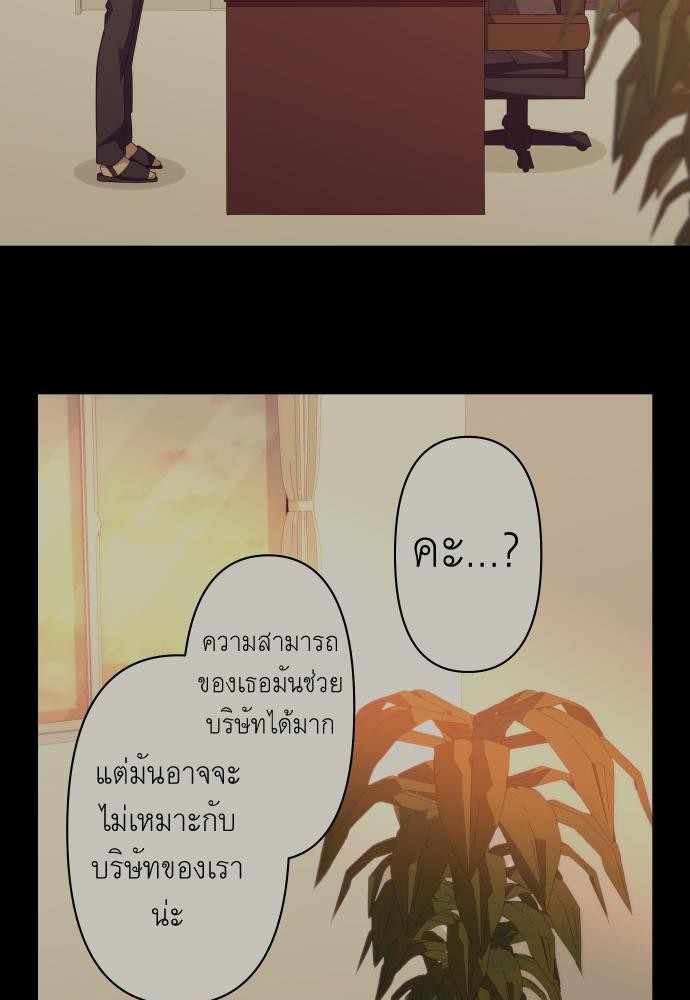 คะ...?
ความสามารถ
ของเธอมันช่วย
บริษัทได้มาก
แต่มันอาจจะ
ไม่เหมาะกับ
บริษัทของเรา
น่ะ